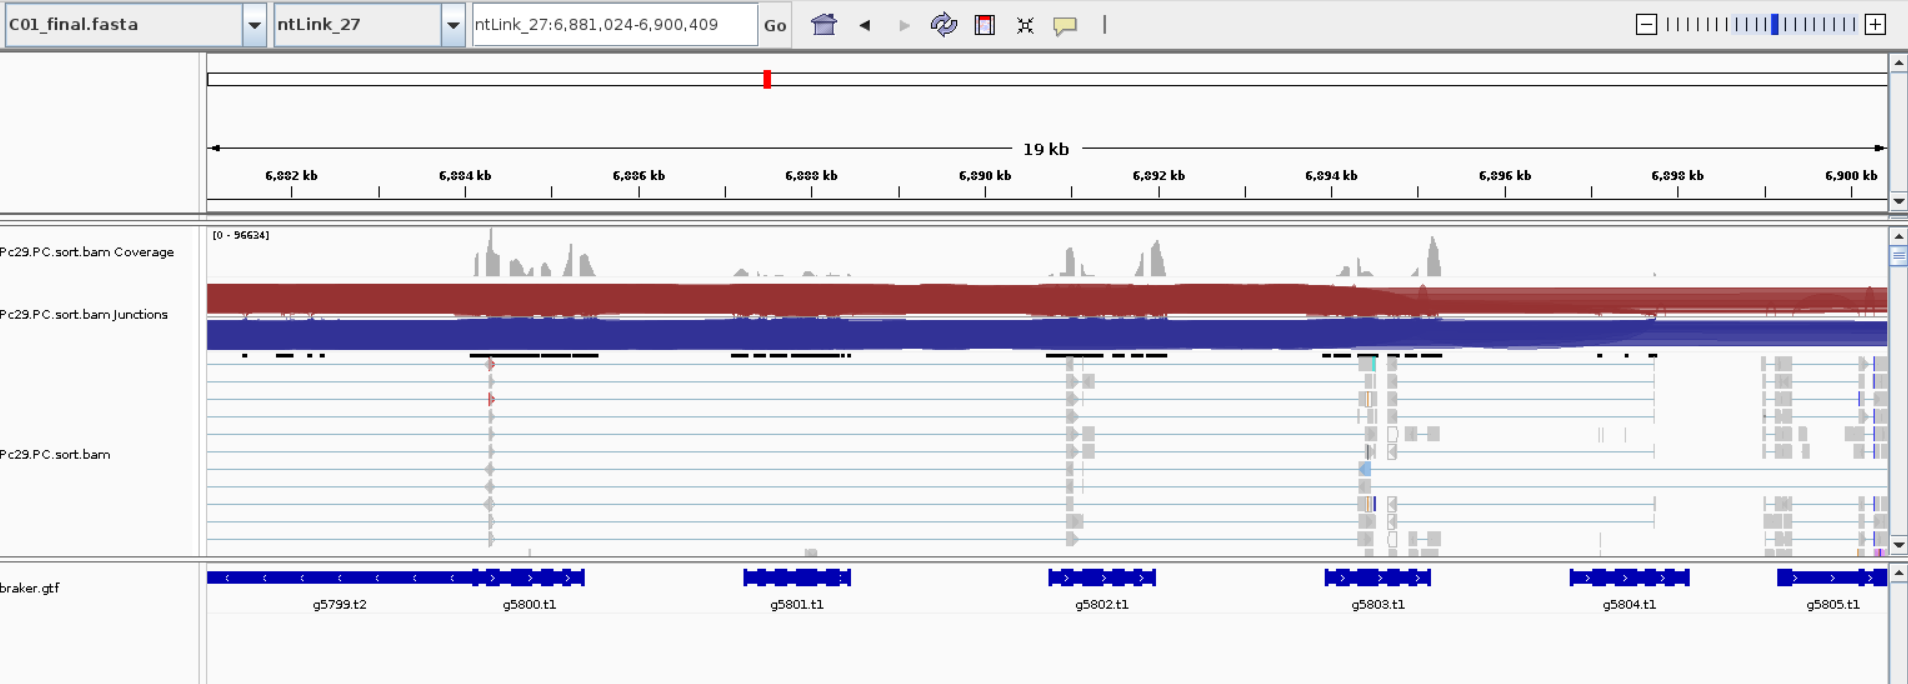 C01_final.fasta ntLink_27 ntLink_27:6,881,024-6,900,409 Go
19 kb
6,882 kb 6,884 kb 6,886 kb 6,888 kb 6,890 kb 6,892 kb 6,894 kb 6,896 kb 6,898 kb 6,900 kb
[0 - 96634]
Pc29.PC.sort.bam Coverage
Pc29.PC.sort.bam Junctions
Pc29.PC.sort.bam
braker.gtf
g5799.t2 g5800.t1 g5801.t1 g5802.t1 g5803.t1 g5804.t1 g5805.t1